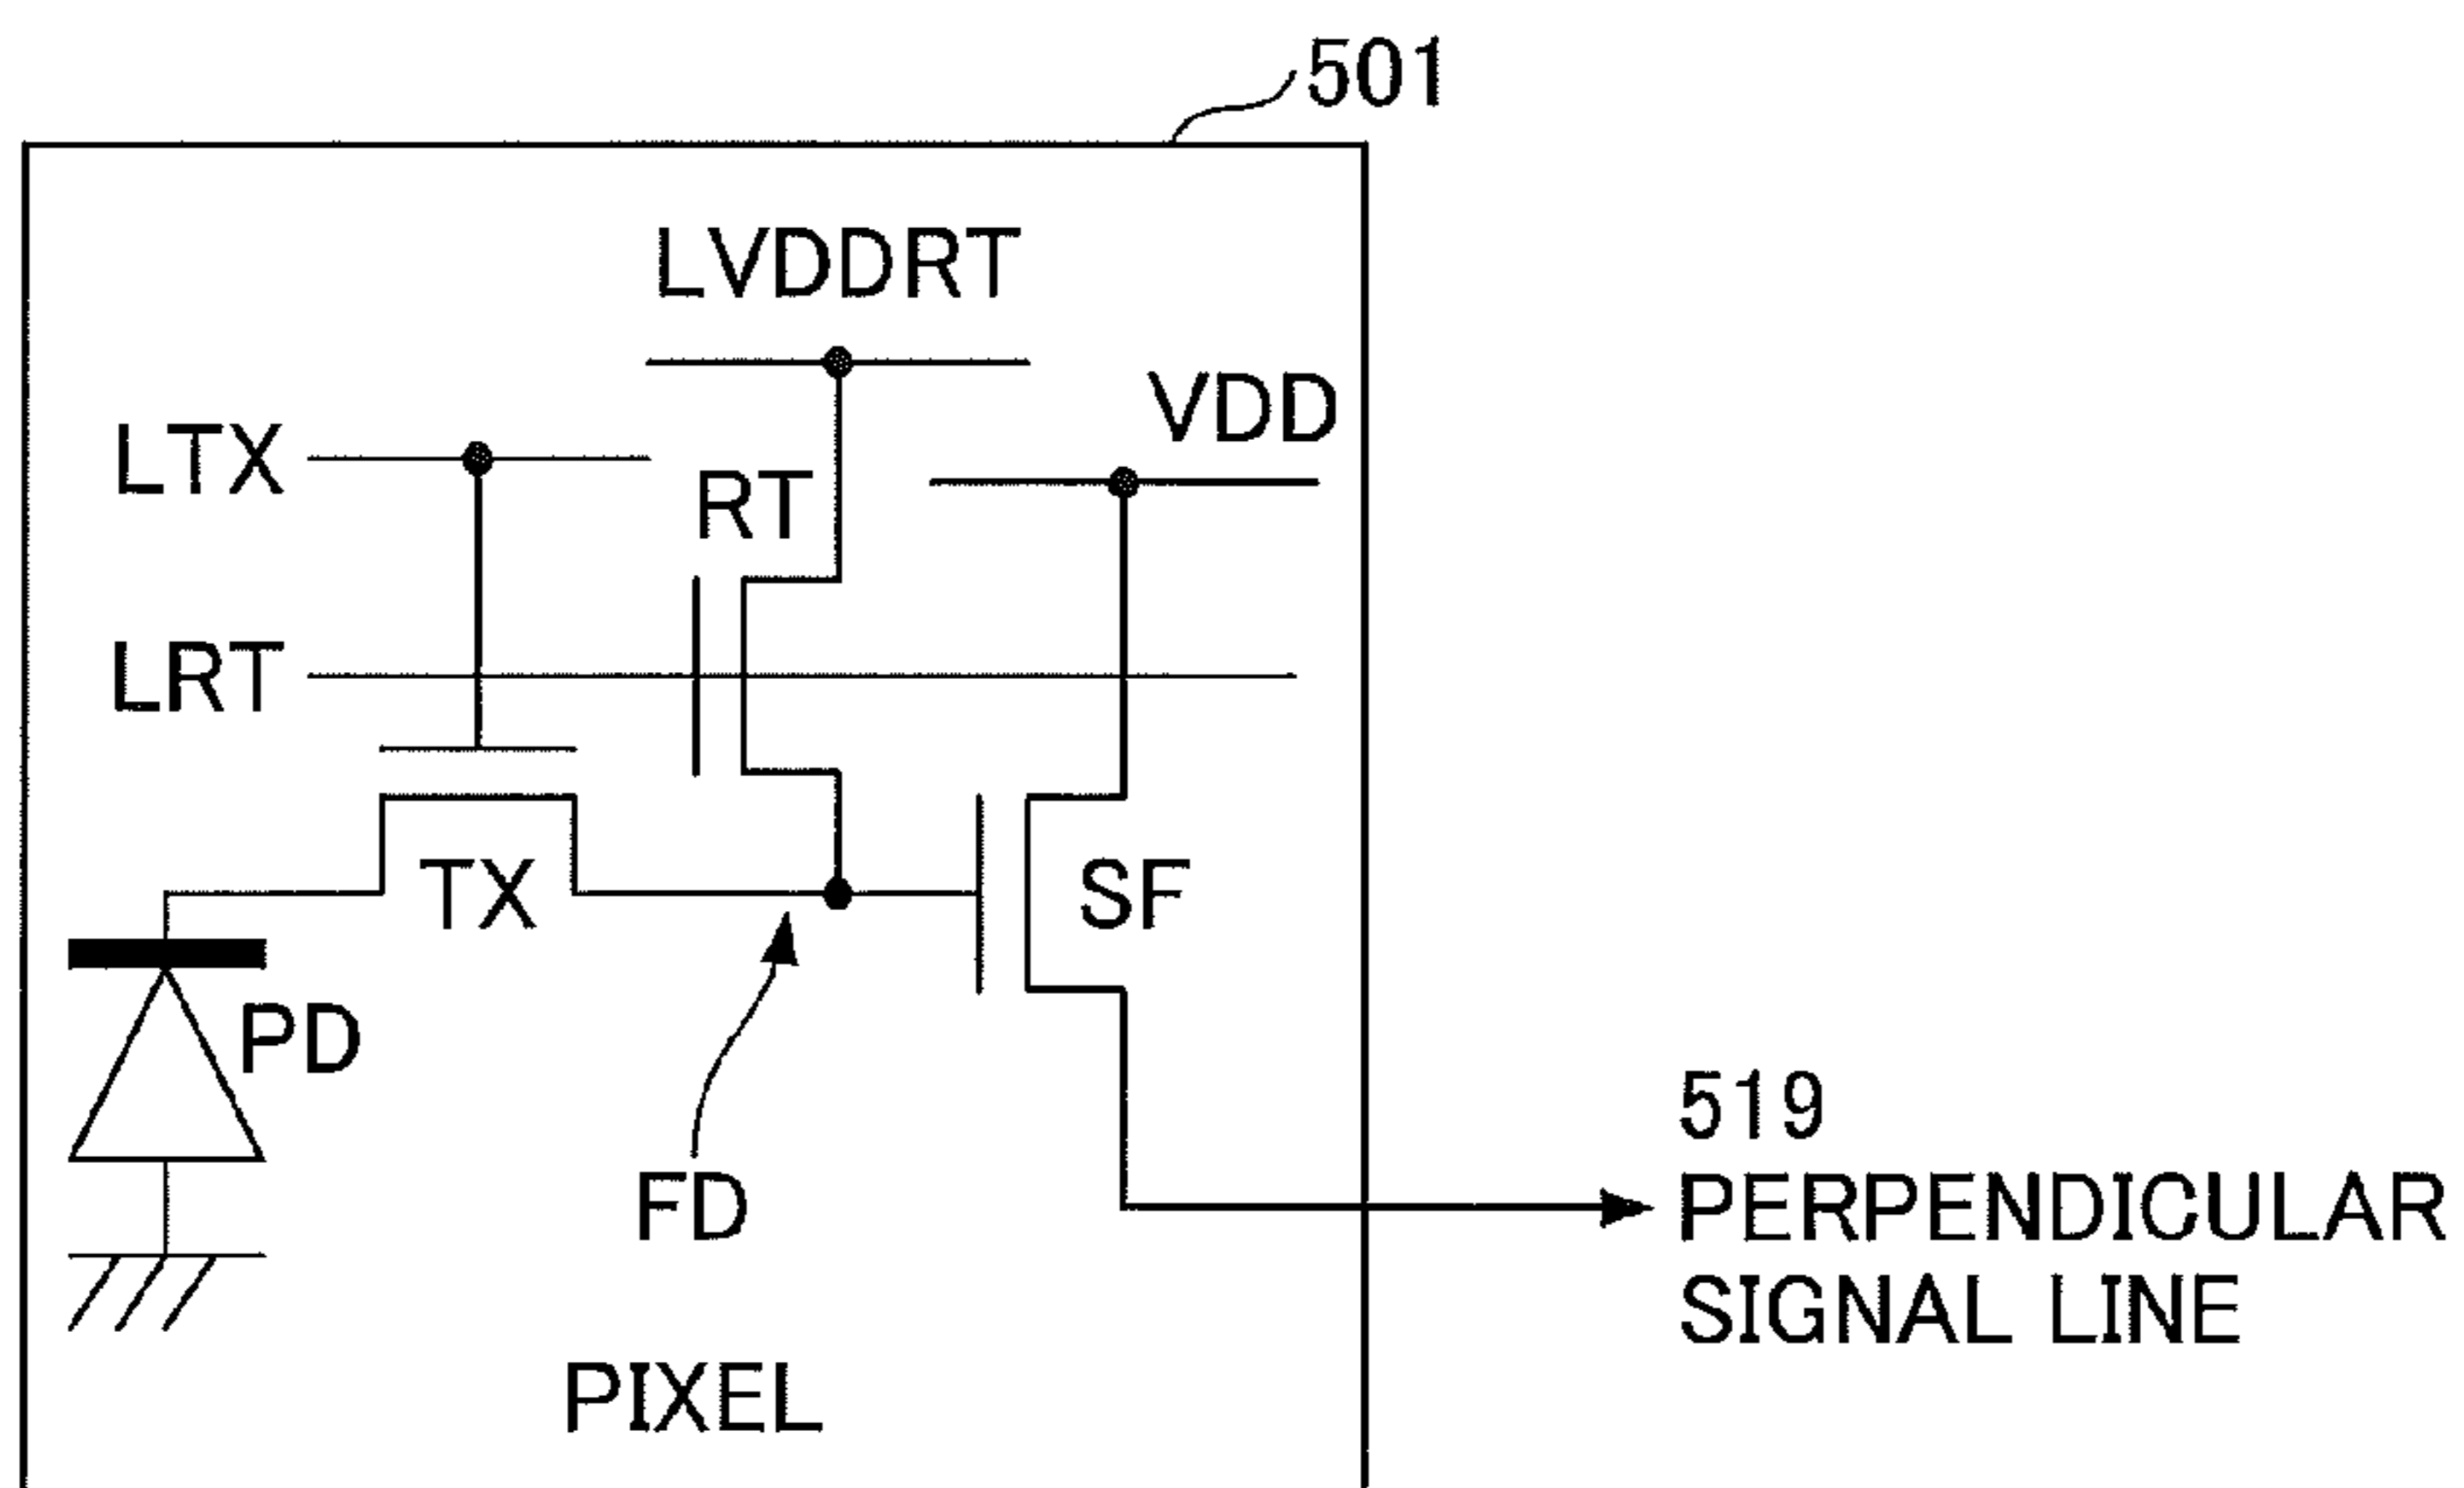 501
LVDDRT
VDD
LTX
RT
LRT
TX
SF
PD
FD
519
PERPENDICULAR
SIGNAL LINE
PIXEL